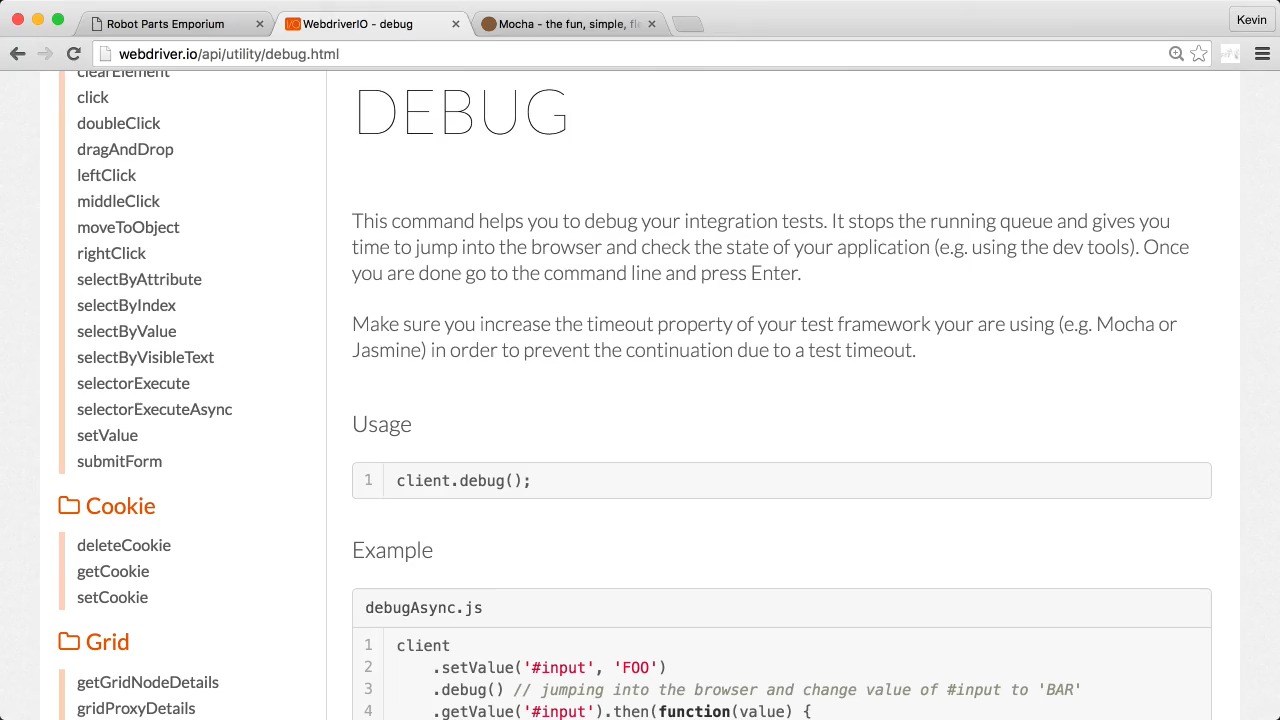 Robot Parts Emporium
WebdriverIO - debug
Mocha - the fun, simple, fle
Kevin
webdriver.io/api/utility/debug.html
clearElement
click
doubleClick
dragAndDrop
leftClick
middleClick
moveToObject
rightClick
selectByAttribute
selectByIndex
selectByValue
selectByVisibleText
selectorExecute
selectorExecuteAsync
setValue
submitForm
Cookie
deleteCookie
getCookie
setCookie
Grid
getGridNodeDetails
gridProxyDetails
DEBUG
This command helps you to debug your integration tests. It stops the running queue and gives you
time to jump into the browser and check the state of your application (e.g. using the dev tools). Once
you are done go to the command line and press Enter.
Make sure you increase the timeout property of your test framework your are using (e.g. Mocha or
Jasmine) in order to prevent the continuation due to a test timeout.
Usage
1 client.debug();
Example
debugAsync.js
1 client
2 .setValue('#input', 'FOO')
3 .debug() // jumping into the browser and change value of #input to 'BAR'
4 .getValue('#input').then(function(value) {